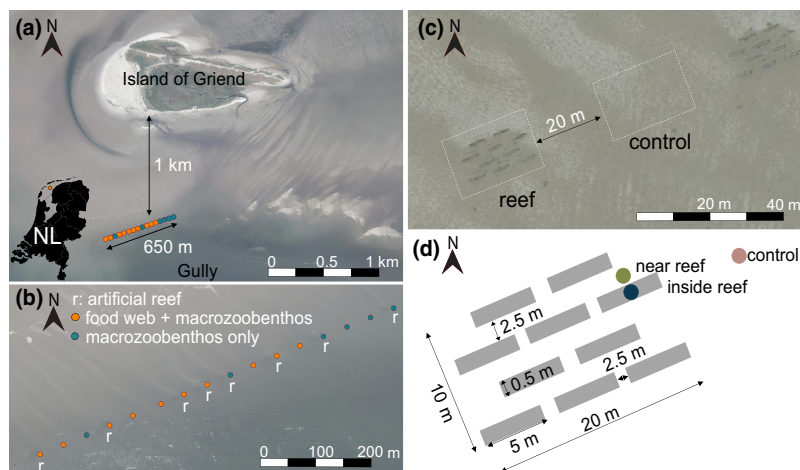 (a)
N
Island of Griend
1 km
NL
650 m
Gully
0 0.5 1 km
(b)
N
r: artificial reef
food web + macrozoobenthos
macrozoobenthos only
r
r
r
r
r
r
r
0 100 200 m
(c)
N
20 m
control
reef
20 m 40 m
(d)
N
control
near reef
inside reef
2.5 m
2.5 m
0.5 m
10 m
5 m
20 m